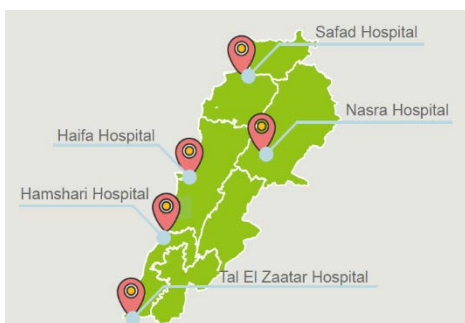 Safad Hospital
Nasra Hospital
Haifa Hospital
Hamshari Hospital
Tal El Zaatar Hospital